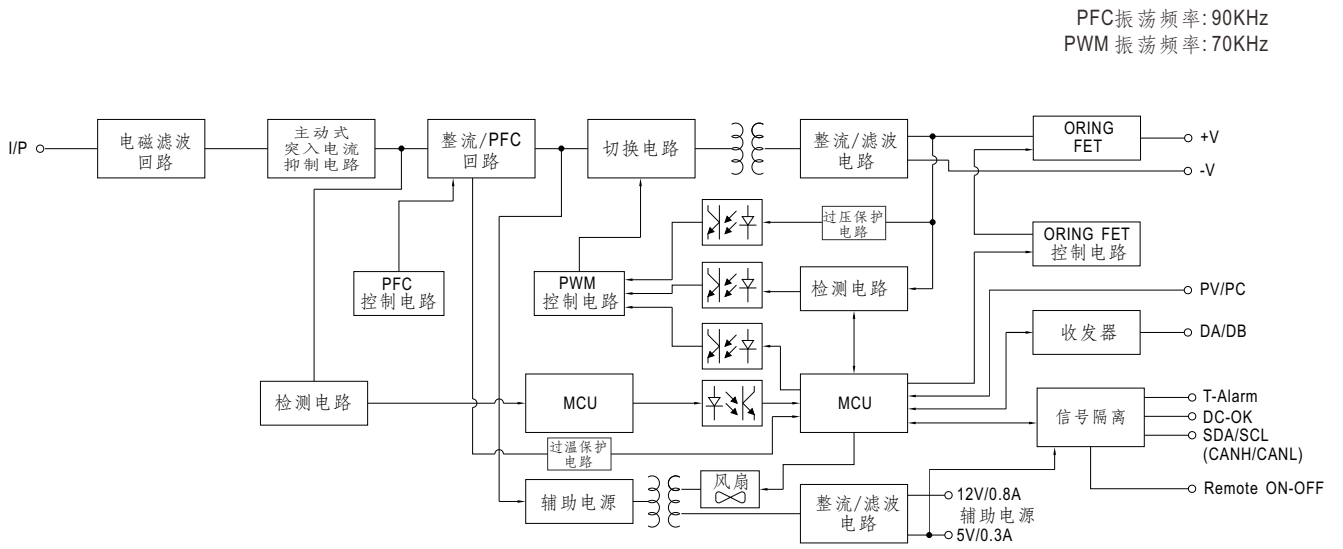 PFC振荡频率: 90KHz
PWM 振荡频率: 70KHz
I/P
电磁滤波
回路
主动式
突入电流
抑制电路
整流/PFC
回路
切换电路
整流/滤波
电路
ORING
FET
+V
-V
过压保护
电路
ORING FET
控制电路
PFC
控制电路
PWM
控制电路
检测电路
PV/PC
收发器
DA/DB
检测电路
MCU
MCU
信号隔离
T-Alarm
DC-OK
SDA/SCL
(CANH/CANL)
过温保护
电路
风扇
辅助电源
整流/滤波
电路
12V/0.8A
辅助电源
5V/0.3A
Remote ON-OFF